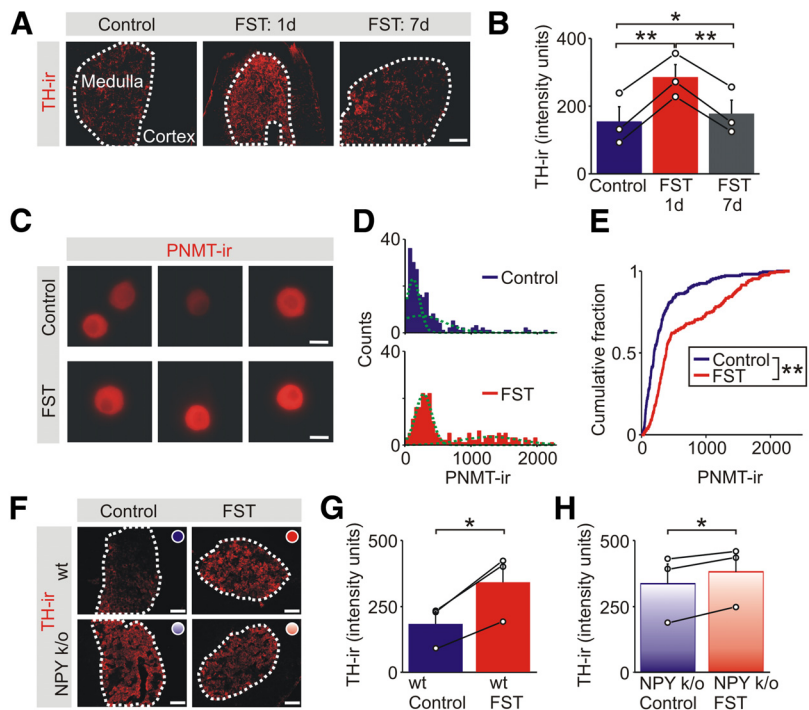 A
Control
FST: 1d
FST: 7d
TH-ir
Medulla
Cortex
B
TH-ir (intensity units)
400
200
0
*
** **
Control
FST
1d
FST
7d
C
PNMT-ir
Control
FST
D
Counts
40
0
Control
40
0
FST
0 1000 2000
PNMT-ir
E
Cumulative fraction
1
0.5
0
Control
FST
**
0 1000 2000
PNMT-ir
F
Control
FST
TH-ir
wt
NPY k/o
G
TH-ir (intensity units)
500
250
0
*
wt
Control
wt
FST
H
TH-ir (intensity units)
500
250
0
*
NPY k/o
Control
NPY k/o
FST